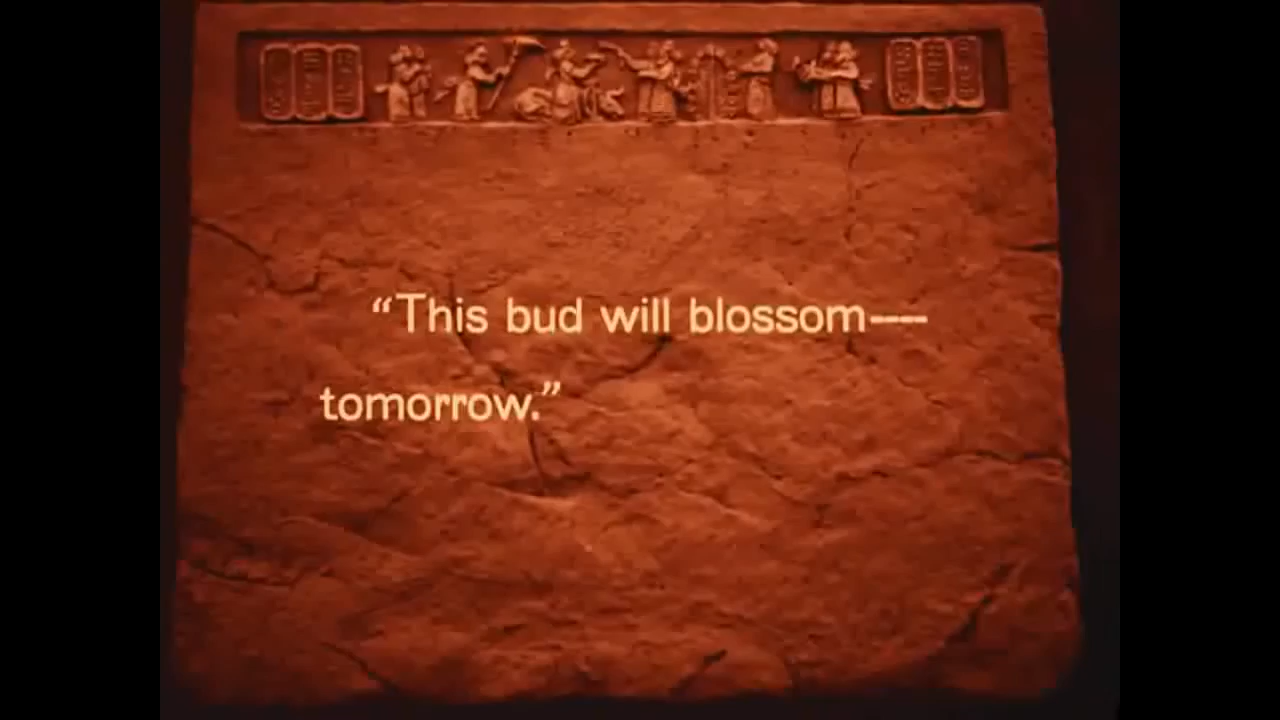 “This bud will blossom----
tomorrow.”